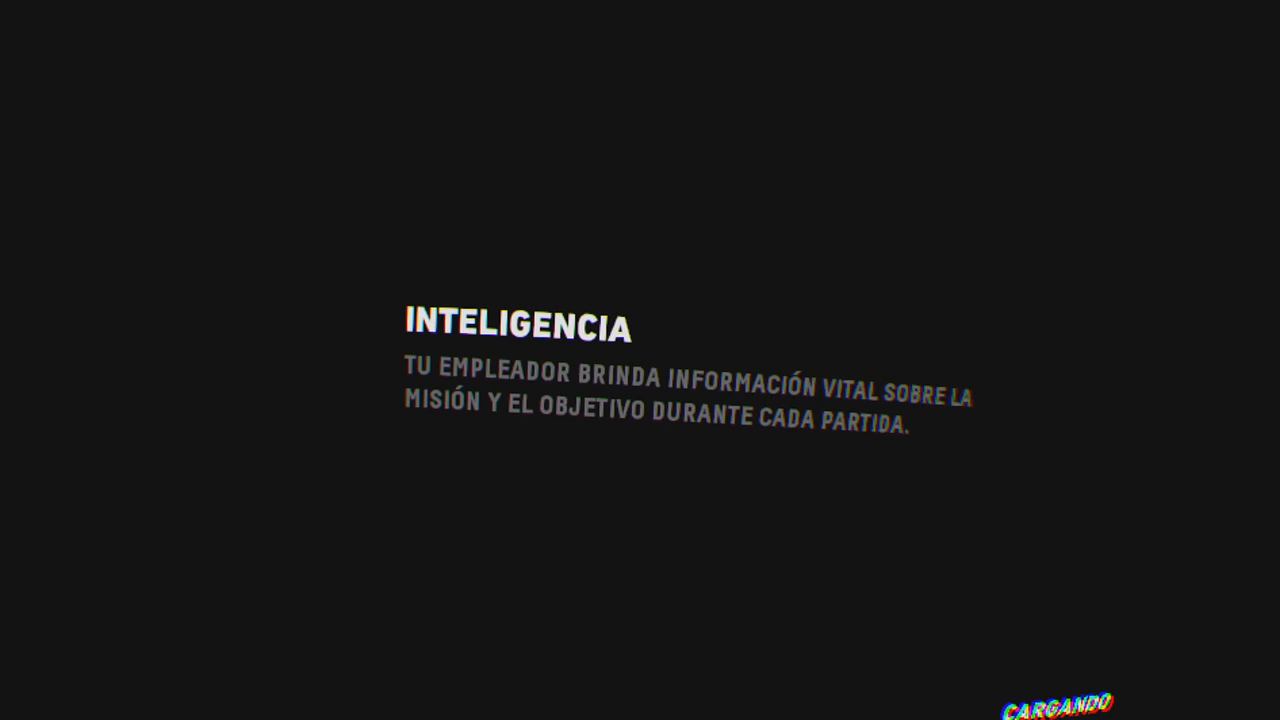 INTELIGENCIA
TU EMPLEADOR BRINDA INFORMACIÓN VITAL SOBRE LA
MISIÓN Y EL OBJETIVO DURANTE CADA PARTIDA.
CARGANDO